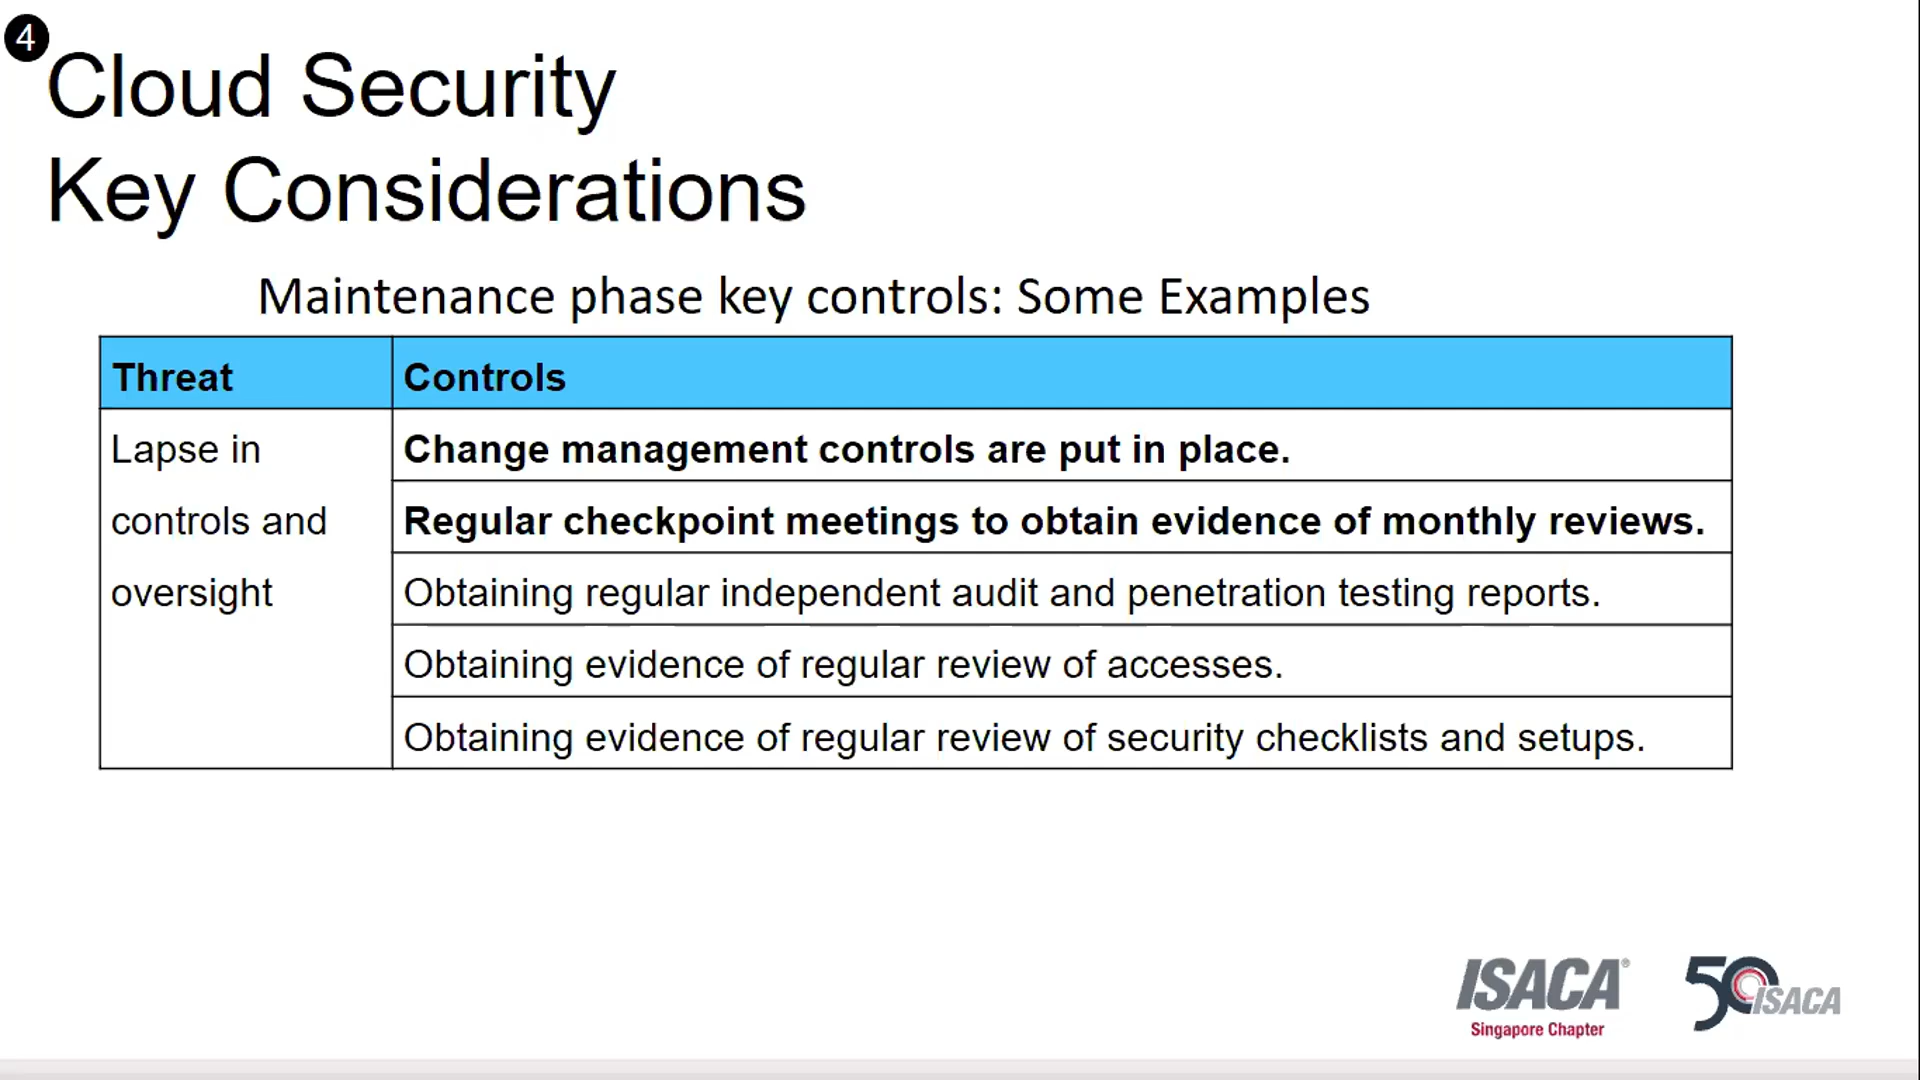 4
Cloud Security
Key Considerations
Maintenance phase key controls: Some Examples
Threat
Controls
Lapse in
controls and
oversight
Change management controls are put in place.
Regular checkpoint meetings to obtain evidence of monthly reviews.
Obtaining regular independent audit and penetration testing reports.
Obtaining evidence of regular review of accesses.
Obtaining evidence of regular review of security checklists and setups.
ISACA®
Singapore Chapter
50 ISACA